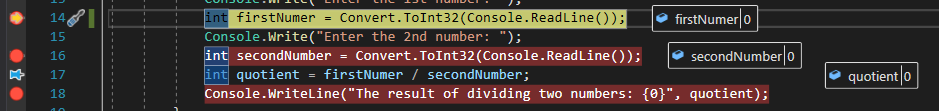 Console.Write("Enter the 1st number: ");
14 int firstNumer = Convert.ToInt32(Console.ReadLine()); firstNumer 0
15 Console.Write("Enter the 2nd number: ");
16 int secondNumber = Convert.ToInt32(Console.ReadLine()); secondNumber 0
17 int quotient = firstNumer / secondNumber; quotient 0
18 Console.WriteLine("The result of dividing two numbers: {0}", quotient);
19 }